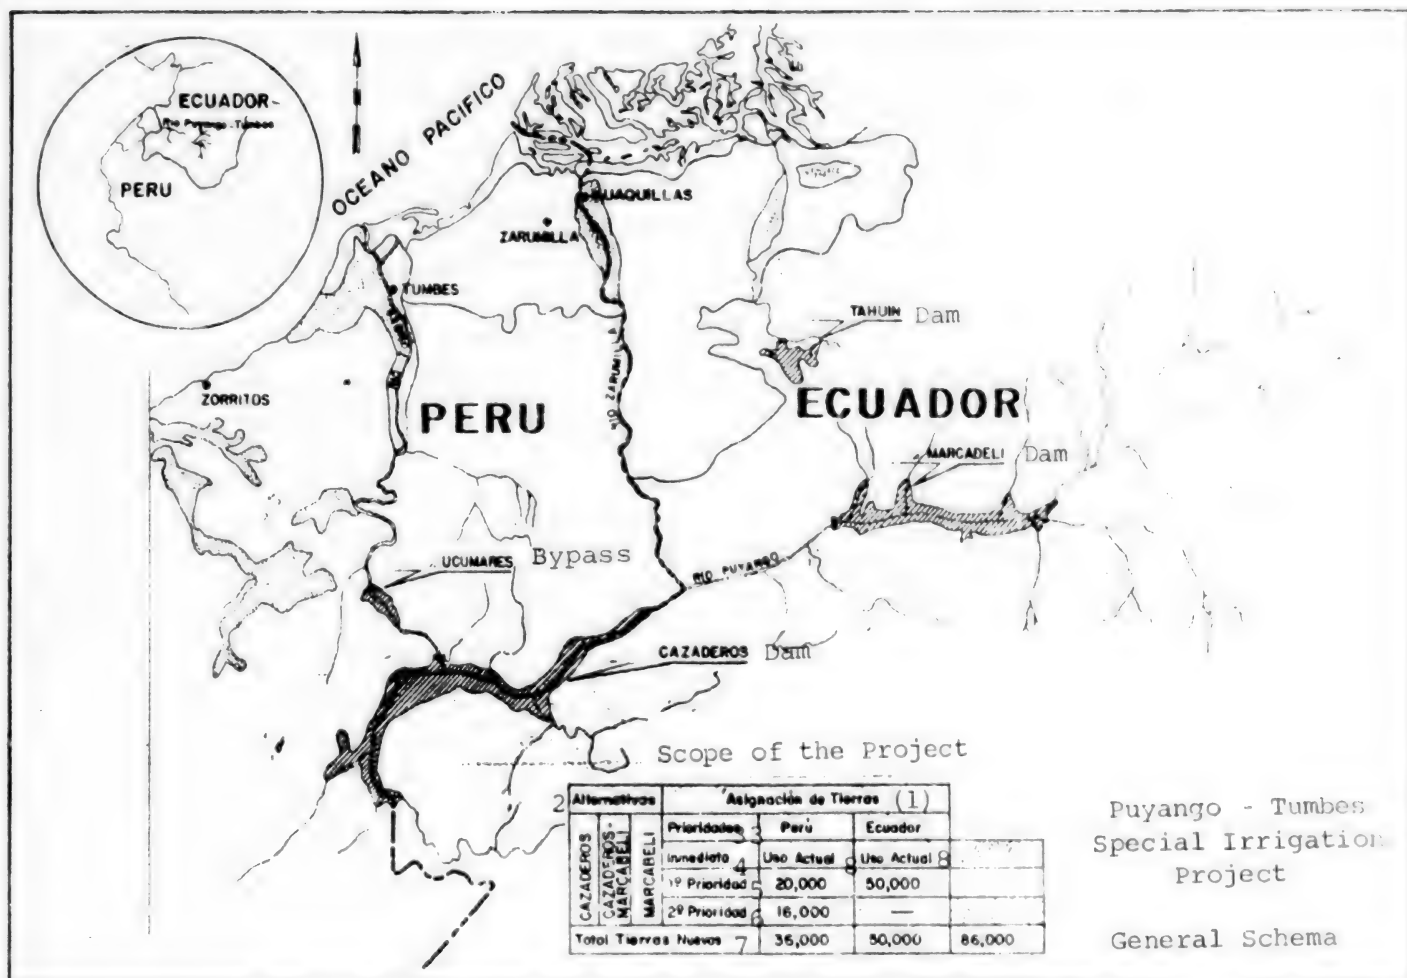 ECUADOR
Rio Puyango - Tumbes
PERU
OCEANO PACIFICO
HUAQUILLAS
ZARUMILLA
TUMBES
TAHUIN Dam
RIO ZARUMILLA
ZORRITOS
PERU
ECUADOR
MARCADELI Dam
UCUMARES Bypass
RIO PUYANGO
CAZADEROS Dam
Scope of the Project
2 Alternativas Asignación de Tierras (1)
CAZADEROS
CAZADEROS-MARCABELI
MARCABELI
Prioridades 3 Perú Ecuador
Inmediata 4 Uso Actual 8 Uso Actual 8
1ª Prioridad 5 20,000 50,000
2ª Prioridad 6 16,000 —
Total Tierras Nuevas 7 36,000 50,000 86,000
Puyango - Tumbes
Special Irrigation
Project
General Schema